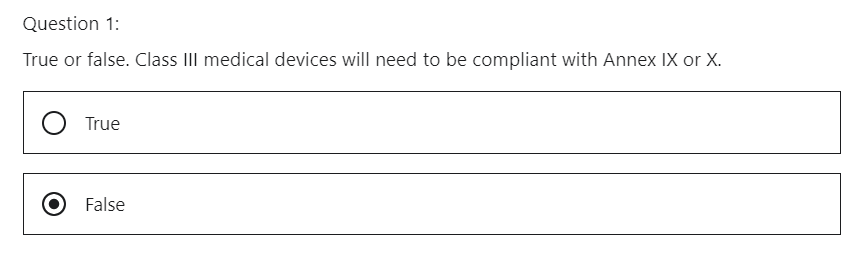 Question 1:
True or false. Class III medical devices will need to be compliant with Annex IX or X.
True
False